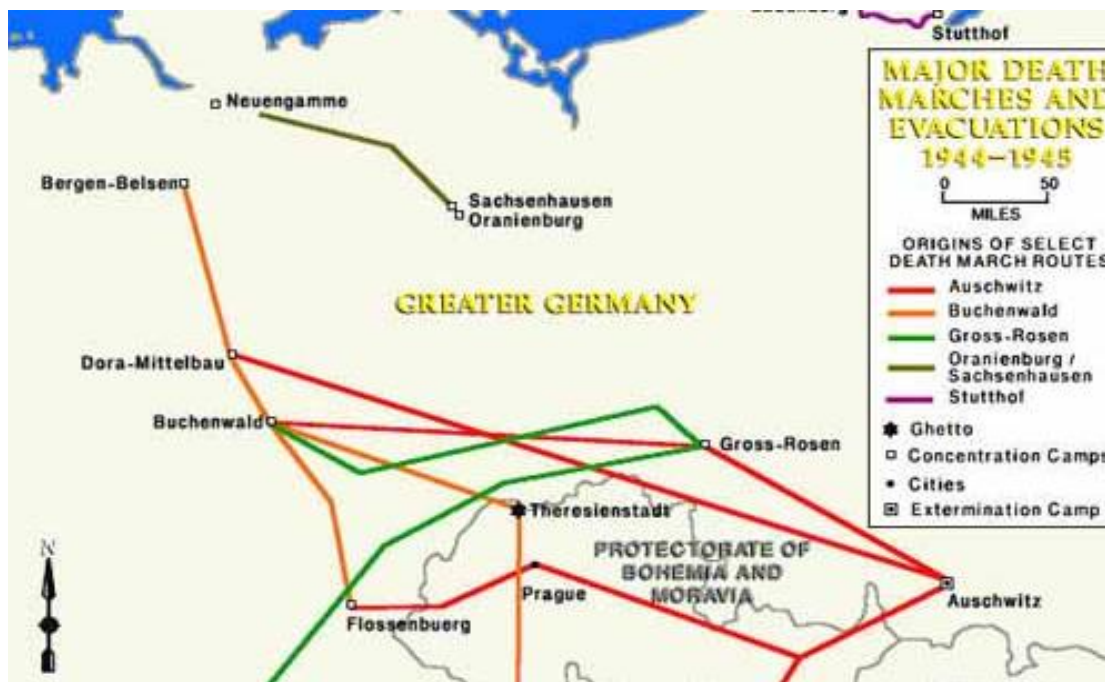 Stutthof
MAJOR DEATH
MARCHES AND
EVACUATIONS
1944–1945
0 50
MILES
ORIGINS OF SELECT
DEATH MARCH ROUTES
Auschwitz
Buchenwald
Gross-Rosen
Oranienburg /
Sachsenhausen
Stutthof
Ghetto
Concentration Camps
Cities
Extermination Camp
Neuengamme
Bergen-Belsen
Sachsenhausen
Oranienburg
GREATER GERMANY
Dora-Mittelbau
Buchenwald
Gross-Rosen
Theresienstadt
PROTECTORATE OF
BOHEMIA AND
MORAVIA
Prague
Auschwitz
Flossenbuerg
N